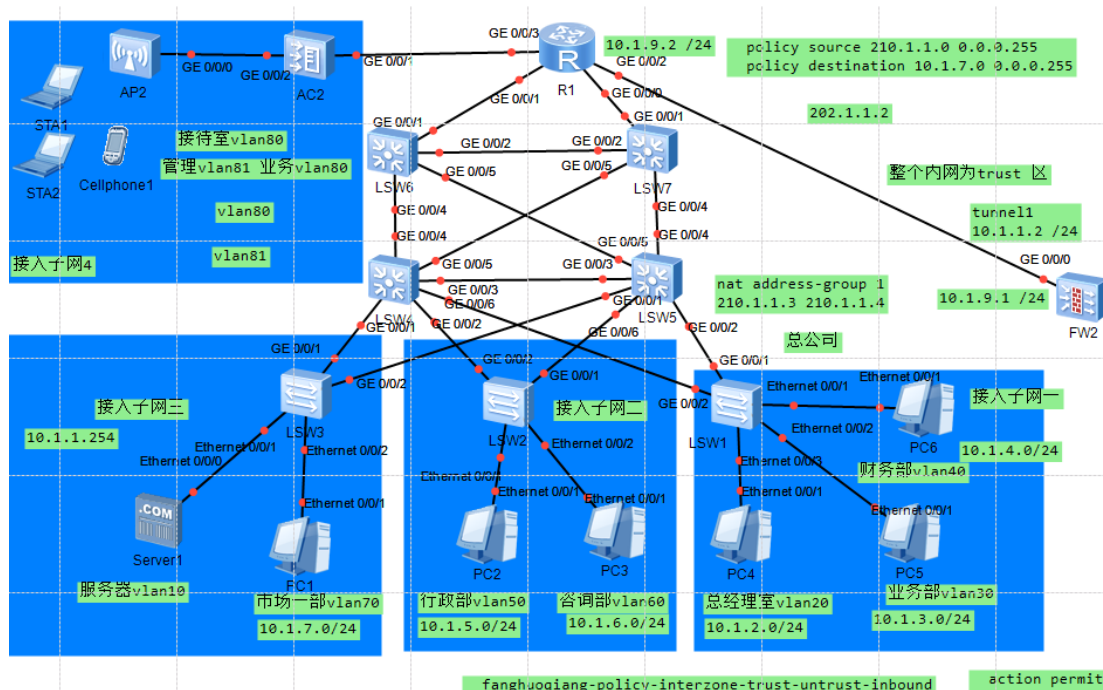 GE 0/0/3
10.1.9.2 /24
policy source 210.1.1.0 0.0.0.255
policy destination 10.1.7.0 0.0.0.255
GE 0/0/2
R1
GE 0/0/0
GE 0/0/2
GE 0/0/1
AP2
AC2
GE 0/0/1
GE 0/0/0
202.1.1.2
STA1
GE 0/0/1
GE 0/0/1
接待室vlan80
GE 0/0/2
GE 0/0/2
管理vlan81 业务vlan80
GE 0/0/5
GE 0/0/5
整个内网为trust 区
STA2
Cellphone1
LSW6
LSW7
vlan80
GE 0/0/4
GE 0/0/4
tunnel1
10.1.1.2 /24
GE 0/0/4
GE 0/0/5
GE 0/0/4
vlan81
接入子网4
GE 0/0/5
GE 0/0/3
GE 0/0/0
GE 0/0/3
GE 0/0/6
GE 0/0/1
nat address-group 1
210.1.1.3 210.1.1.4
10.1.9.1 /24
LSW4
LSW5
FW2
GE 0/0/1
GE 0/0/2
GE 0/0/6
GE 0/0/2
总公司
GE 0/0/1
GE 0/0/2
GE 0/0/1
GE 0/0/1
GE 0/0/2
GE 0/0/2
Ethernet 0/0/1
Ethernet 0/0/1
接入子网三
LSW3
接入子网二
接入子网一
10.1.1.254
Ethernet 0/0/1
Ethernet 0/0/2
LSW2
Ethernet 0/0/2
LSW1
Ethernet 0/0/2
PC6
10.1.4.0/24
Ethernet 0/0/0
Ethernet 0/0/3
财务部vlan40
Ethernet 0/0/1
Ethernet 0/0/1
Ethernet 0/0/1
Ethernet 0/0/1
Ethernet 0/0/1
Ethernet 0/0/1
.COM
Server1
PC1
PC2
PC3
PC4
PC5
服务器vlan10
市场一部vlan70
行政部vlan50
咨询部vlan60
总经理室vlan20
业务部vlan30
10.1.7.0/24
10.1.5.0/24
10.1.6.0/24
10.1.2.0/24
10.1.3.0/24
fanghuoqiang-policy-interzone-trust-untrust-inbound
action permit